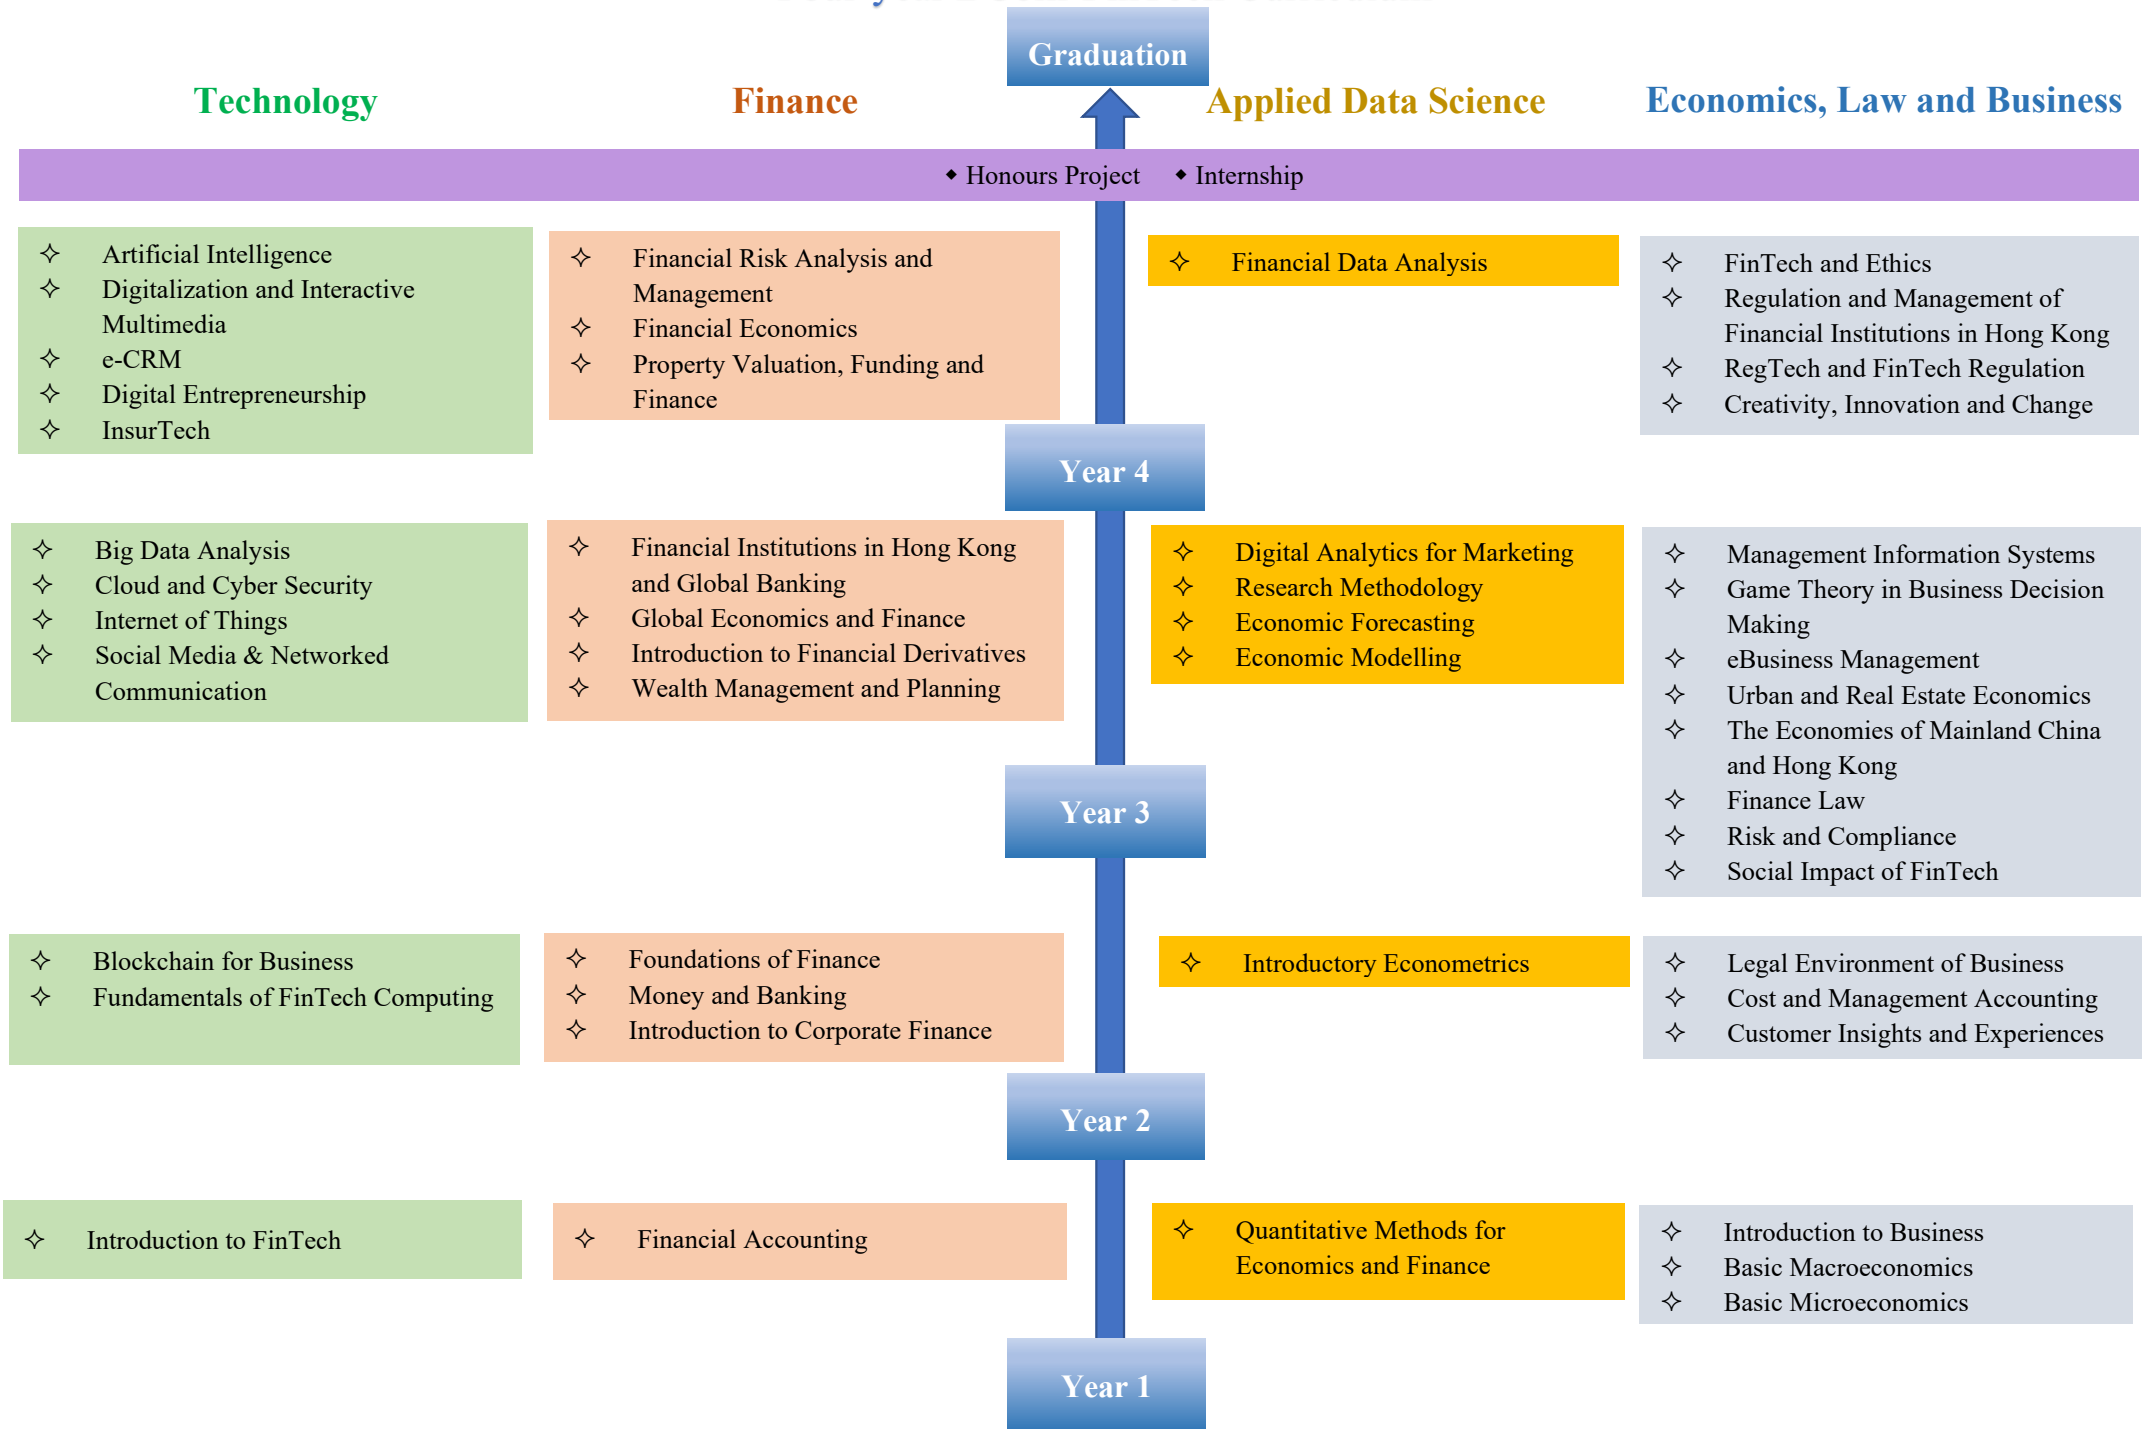 Graduation
Technology
Finance
Applied Data Science
Economics, Law and Business
◆ Honours Project ◆ Internship
✧ Artificial Intelligence
✧ Digitalization and Interactive
Multimedia
✧ e-CRM
✧ Digital Entrepreneurship
✧ InsurTech
✧ Financial Risk Analysis and
Management
✧ Financial Economics
✧ Property Valuation, Funding and
Finance
✧ Financial Data Analysis
✧ FinTech and Ethics
✧ Regulation and Management of
Financial Institutions in Hong Kong
✧ RegTech and FinTech Regulation
✧ Creativity, Innovation and Change
Year 4
✧ Big Data Analysis
✧ Cloud and Cyber Security
✧ Internet of Things
✧ Social Media & Networked
Communication
✧ Financial Institutions in Hong Kong
and Global Banking
✧ Global Economics and Finance
✧ Introduction to Financial Derivatives
✧ Wealth Management and Planning
✧ Digital Analytics for Marketing
✧ Research Methodology
✧ Economic Forecasting
✧ Economic Modelling
✧ Management Information Systems
✧ Game Theory in Business Decision
Making
✧ eBusiness Management
✧ Urban and Real Estate Economics
✧ The Economies of Mainland China
and Hong Kong
✧ Finance Law
✧ Risk and Compliance
✧ Social Impact of FinTech
Year 3
✧ Blockchain for Business
✧ Fundamentals of FinTech Computing
✧ Foundations of Finance
✧ Money and Banking
✧ Introduction to Corporate Finance
✧ Introductory Econometrics
✧ Legal Environment of Business
✧ Cost and Management Accounting
✧ Customer Insights and Experiences
Year 2
✧ Introduction to FinTech
✧ Financial Accounting
✧ Quantitative Methods for
Economics and Finance
✧ Introduction to Business
✧ Basic Macroeconomics
✧ Basic Microeconomics
Year 1